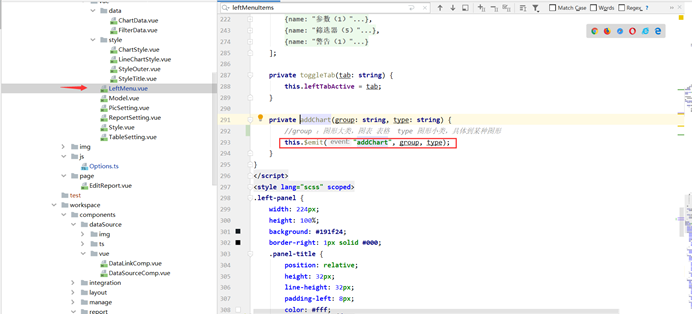 vue
data
ChartData.vue
FilterData.vue
style
ChartStyle.vue
LineChartStyle.vue
StyleOuter.vue
StyleTitle.vue
LeftMenu.vue
Model.vue
PicSetting.vue
ReportSetting.vue
Style.vue
TableSetting.vue
img
js
Options.ts
page
EditReport.vue
test
workspace
components
dataSource
img
ts
vue
DataLinkComp.vue
DataSourceComp.vue
integration
layout
manage
report
leftMenuItems
Match Case
Words
Regex
?
222 {name: "参数（1）"...},
232 {name: "筛选器（5）"...},
274 {name: "警告（1）"...}
285 ];
286
287 private toggleTab(tab: string) {
288 this.leftTabActive = tab;
289 }
290
291 private addChart(group: string, type: string) {
292 //group : 图形大类，图表 表格 type 图形小类，具体到某种图形
293 this.$emit( event: "addChart", group, type);
294 }
295 }
296 </script>
297 <style lang="scss" scoped>
298 .left-panel {
299 width: 224px;
300 height: 100%;
301 background: #191f24;
302 border-right: 1px solid #000;
303 .panel-title {
304 position: relative;
305 height: 32px;
306 line-height: 32px;
307 padding-left: 8px;
308 color: #fff;